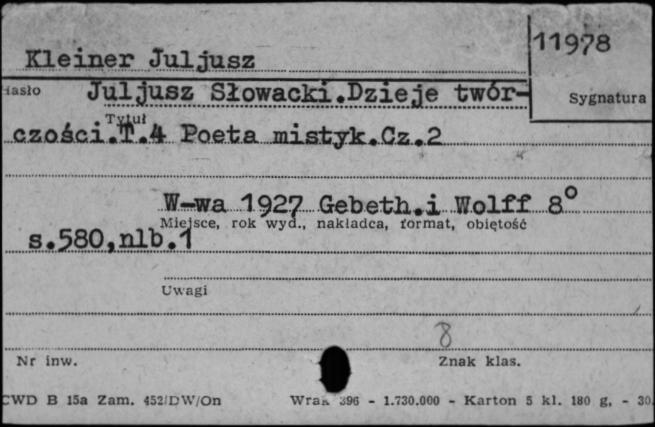 Kleiner Juljusz
11978
Hasło
Juljusz Słowacki.Dzieje twór-
Sygnatura
Tytuł
czości.T.4 Poeta mistyk.Cz.2
W-wa 1927 Gebeth.i Wolff 8°
Miejsce, rok wyd., nakładca, format, objętość
s.580,nlb.1
Uwagi
8
Nr inw.
Znak klas.
CWD B 15a Zam. 452/DW/On
396 - 1.730.000 - Karton 5 kl. 180 g, - 30.